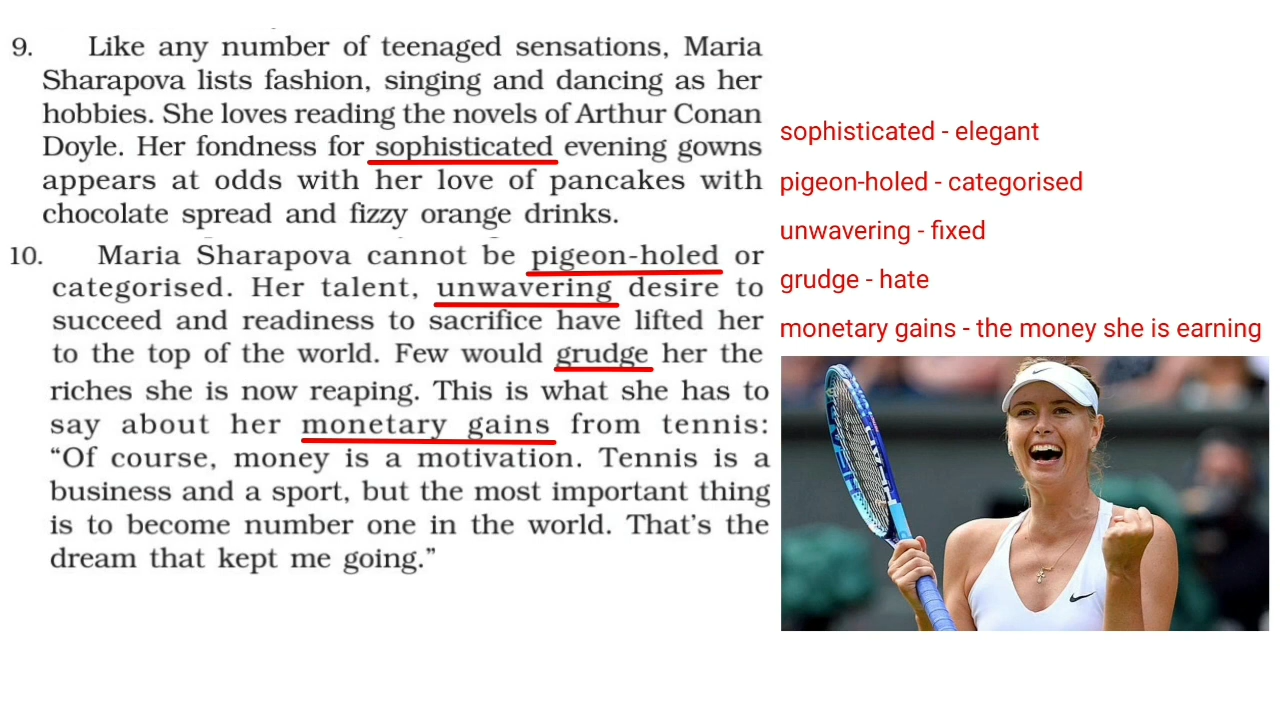 9. Like any number of teenaged sensations, Maria
Sharapova lists fashion, singing and dancing as her
hobbies. She loves reading the novels of Arthur Conan
Doyle. Her fondness for sophisticated evening gowns
appears at odds with her love of pancakes with
chocolate spread and fizzy orange drinks.
10. Maria Sharapova cannot be pigeon-holed or
categorised. Her talent, unwavering desire to
succeed and readiness to sacrifice have lifted her
to the top of the world. Few would grudge her the
riches she is now reaping. This is what she has to
say about her monetary gains from tennis:
“Of course, money is a motivation. Tennis is a
business and a sport, but the most important thing
is to become number one in the world. That’s the
dream that kept me going.”
sophisticated - elegant
pigeon-holed - categorised
unwavering - fixed
grudge - hate
monetary gains - the money she is earning